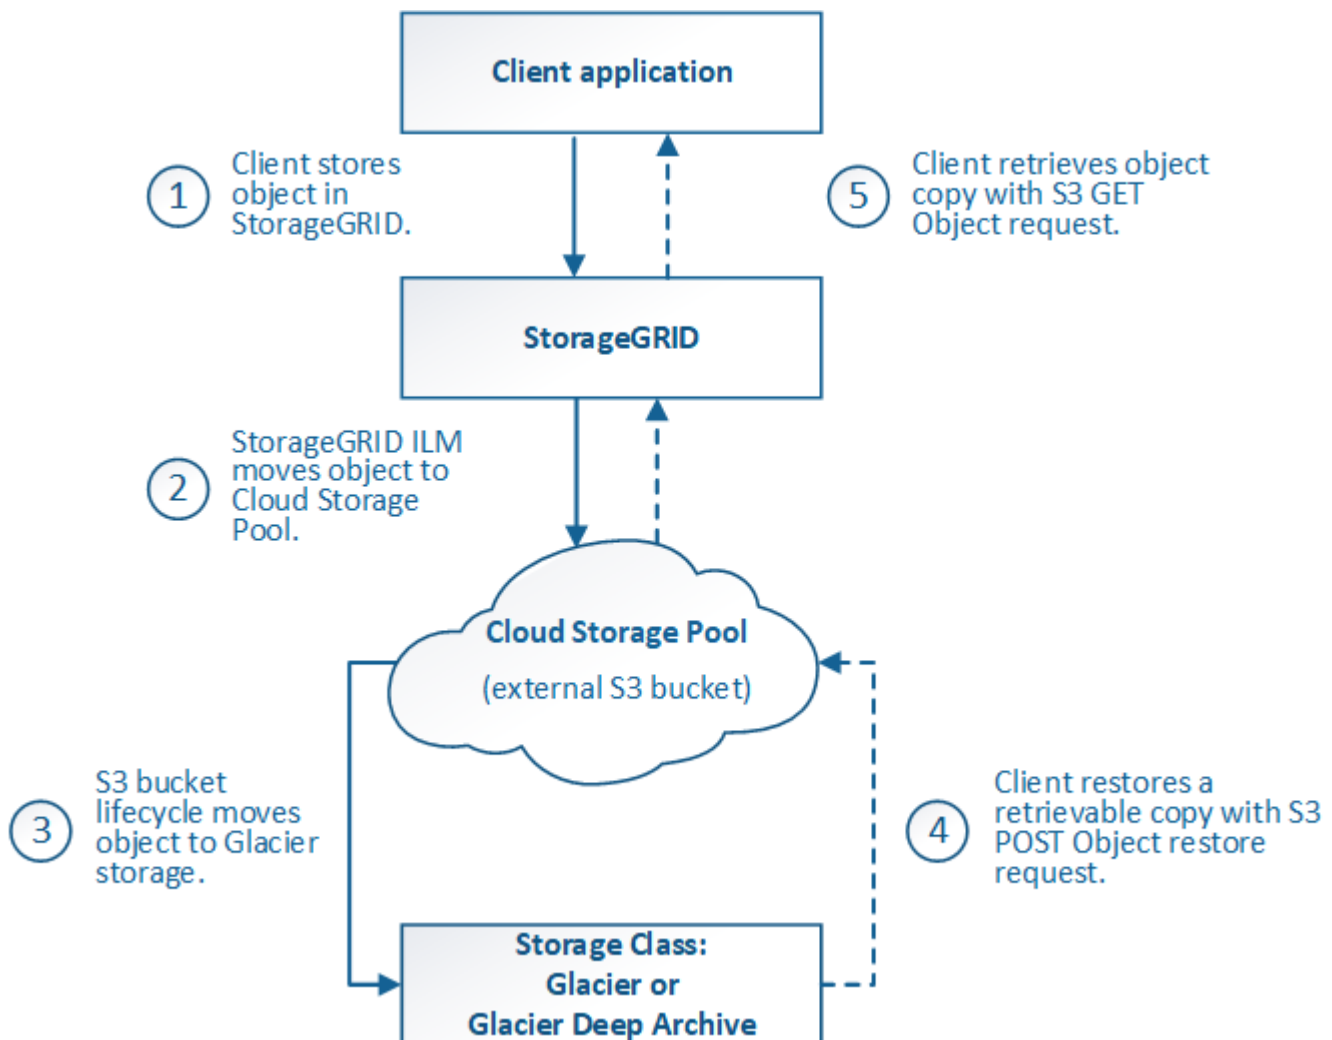 Client application
1
Client stores
object in
StorageGRID.
5
Client retrieves object
copy with S3 GET
Object request.
StorageGRID
2
StorageGRID ILM
moves object to
Cloud Storage
Pool.
Cloud Storage Pool
(external S3 bucket)
3
S3 bucket
lifecycle moves
object to Glacier
storage.
4
Client restores a
retrievable copy with S3
POST Object restore
request.
Storage Class:
Glacier or
Glacier Deep Archive